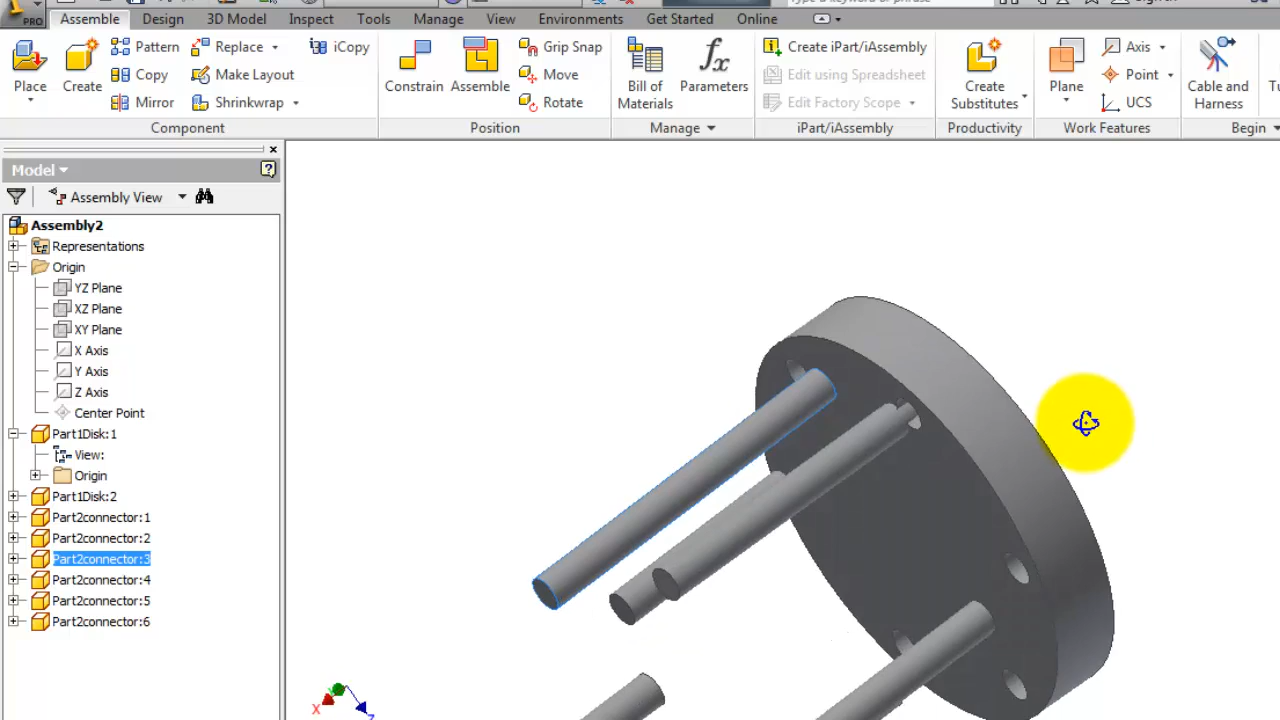 PRO Assemble Design 3D Model Inspect Tools Manage View Environments Get Started Online
Place
Create
Pattern
Copy
Mirror
Replace
Make Layout
Shrinkwrap
iCopy
Component
Constrain
Assemble
Grip Snap
Move
Rotate
Position
Bill of
Materials
Parameters
Manage
Create iPart/iAssembly
Edit using Spreadsheet
Edit Factory Scope
iPart/iAssembly
Create
Substitutes
Productivity
Plane
Axis
Point
UCS
Work Features
Cable and
Harness
Begin
Model
Assembly View
Assembly2
Representations
Origin
YZ Plane
XZ Plane
XY Plane
X Axis
Y Axis
Z Axis
Center Point
Part1Disk:1
View:
Origin
Part1Disk:2
Part2connector:1
Part2connector:2
Part2connector:3
Part2connector:4
Part2connector:5
Part2connector:6
X